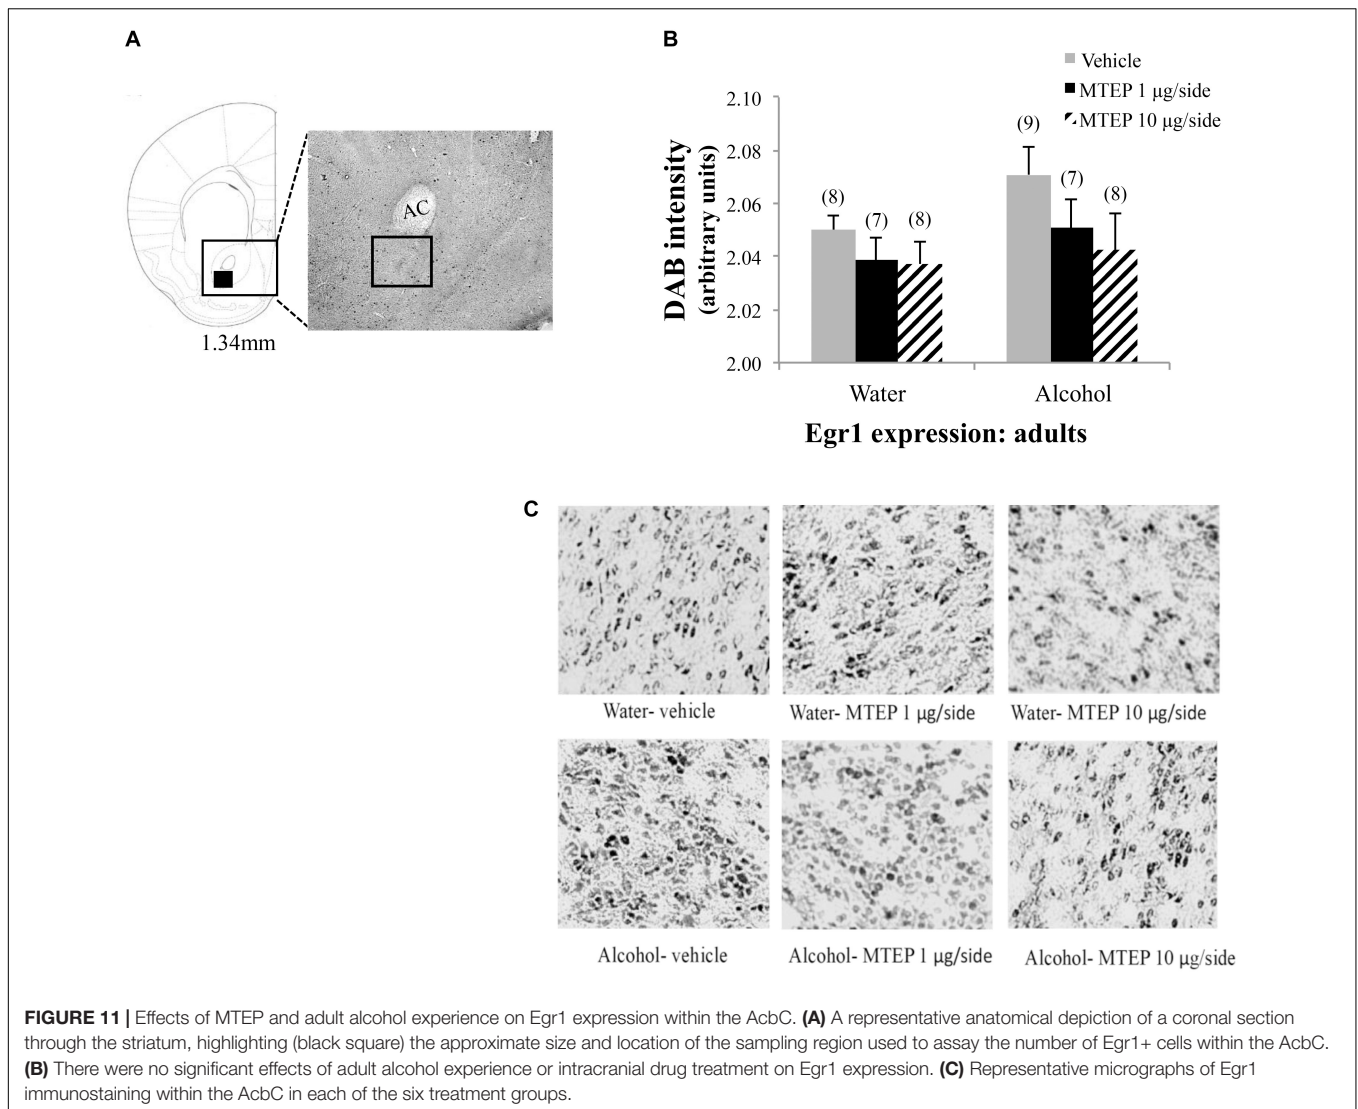 A
AC
1.34mm
B
Vehicle
MTEP 1 μg/side
MTEP 10 μg/side
DAB intensity
(arbitrary units)
2.10
2.08
2.06
2.04
2.02
2.00
(8)
(7)
(8)
(9)
(7)
(8)
Water
Alcohol
Egr1 expression: adults
C
Water- vehicle
Water- MTEP 1 μg/side
Water- MTEP 10 μg/side
Alcohol- vehicle
Alcohol- MTEP 1 μg/side
Alcohol- MTEP 10 μg/side
FIGURE 11 | Effects of MTEP and adult alcohol experience on Egr1 expression within the AcbC. (A) A representative anatomical depiction of a coronal section
through the striatum, highlighting (black square) the approximate size and location of the sampling region used to assay the number of Egr1+ cells within the AcbC.
(B) There were no significant effects of adult alcohol experience or intracranial drug treatment on Egr1 expression. (C) Representative micrographs of Egr1
immunostaining within the AcbC in each of the six treatment groups.